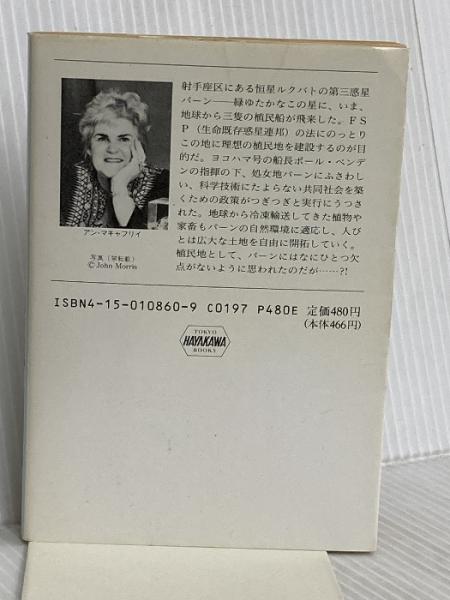 射手座区にある恒星ルクバトの第三惑星
パーン――緑ゆたかなこの星に、いま、
地球から三隻の植民船が飛来した。ＦＳ
Ｐ（生命既存惑星連邦）の法にのっとり
この地に理想の植民地を建設するのが目
的だ。ヨコハマ号の船長ポール・ベンデ
ンの指揮の下、処女地パーンにふさわし
い、科学技術にたよらない共同社会を築
くための政策がつぎつぎと実行にうつさ
れた。地球から冷凍輸送してきた植物や
家畜もパーンの自然環境に適応し、人び
とは広大な土地を自由に開拓していく。
植民地として、パーンにはなにひとつ欠
点がないように思われたのだが……?!
アン・マキャフリイ
写真（禁転載）
© John Morris
ISBN4-15-010860-9 C0197 P480E 定価480円
(本体466円)
TOKYO
HAYAKAWA
BOOKS